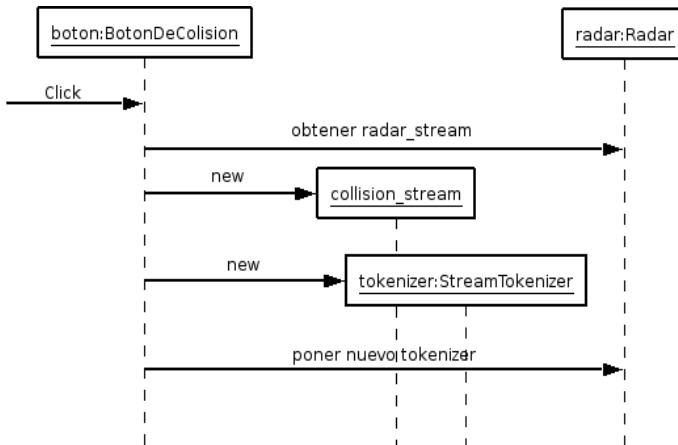 boton:BotonDeColision
radar:Radar
Click
obtener radar_stream
new
collision_stream
new
tokenizer:StreamTokenizer
poner nuevo tokenizer